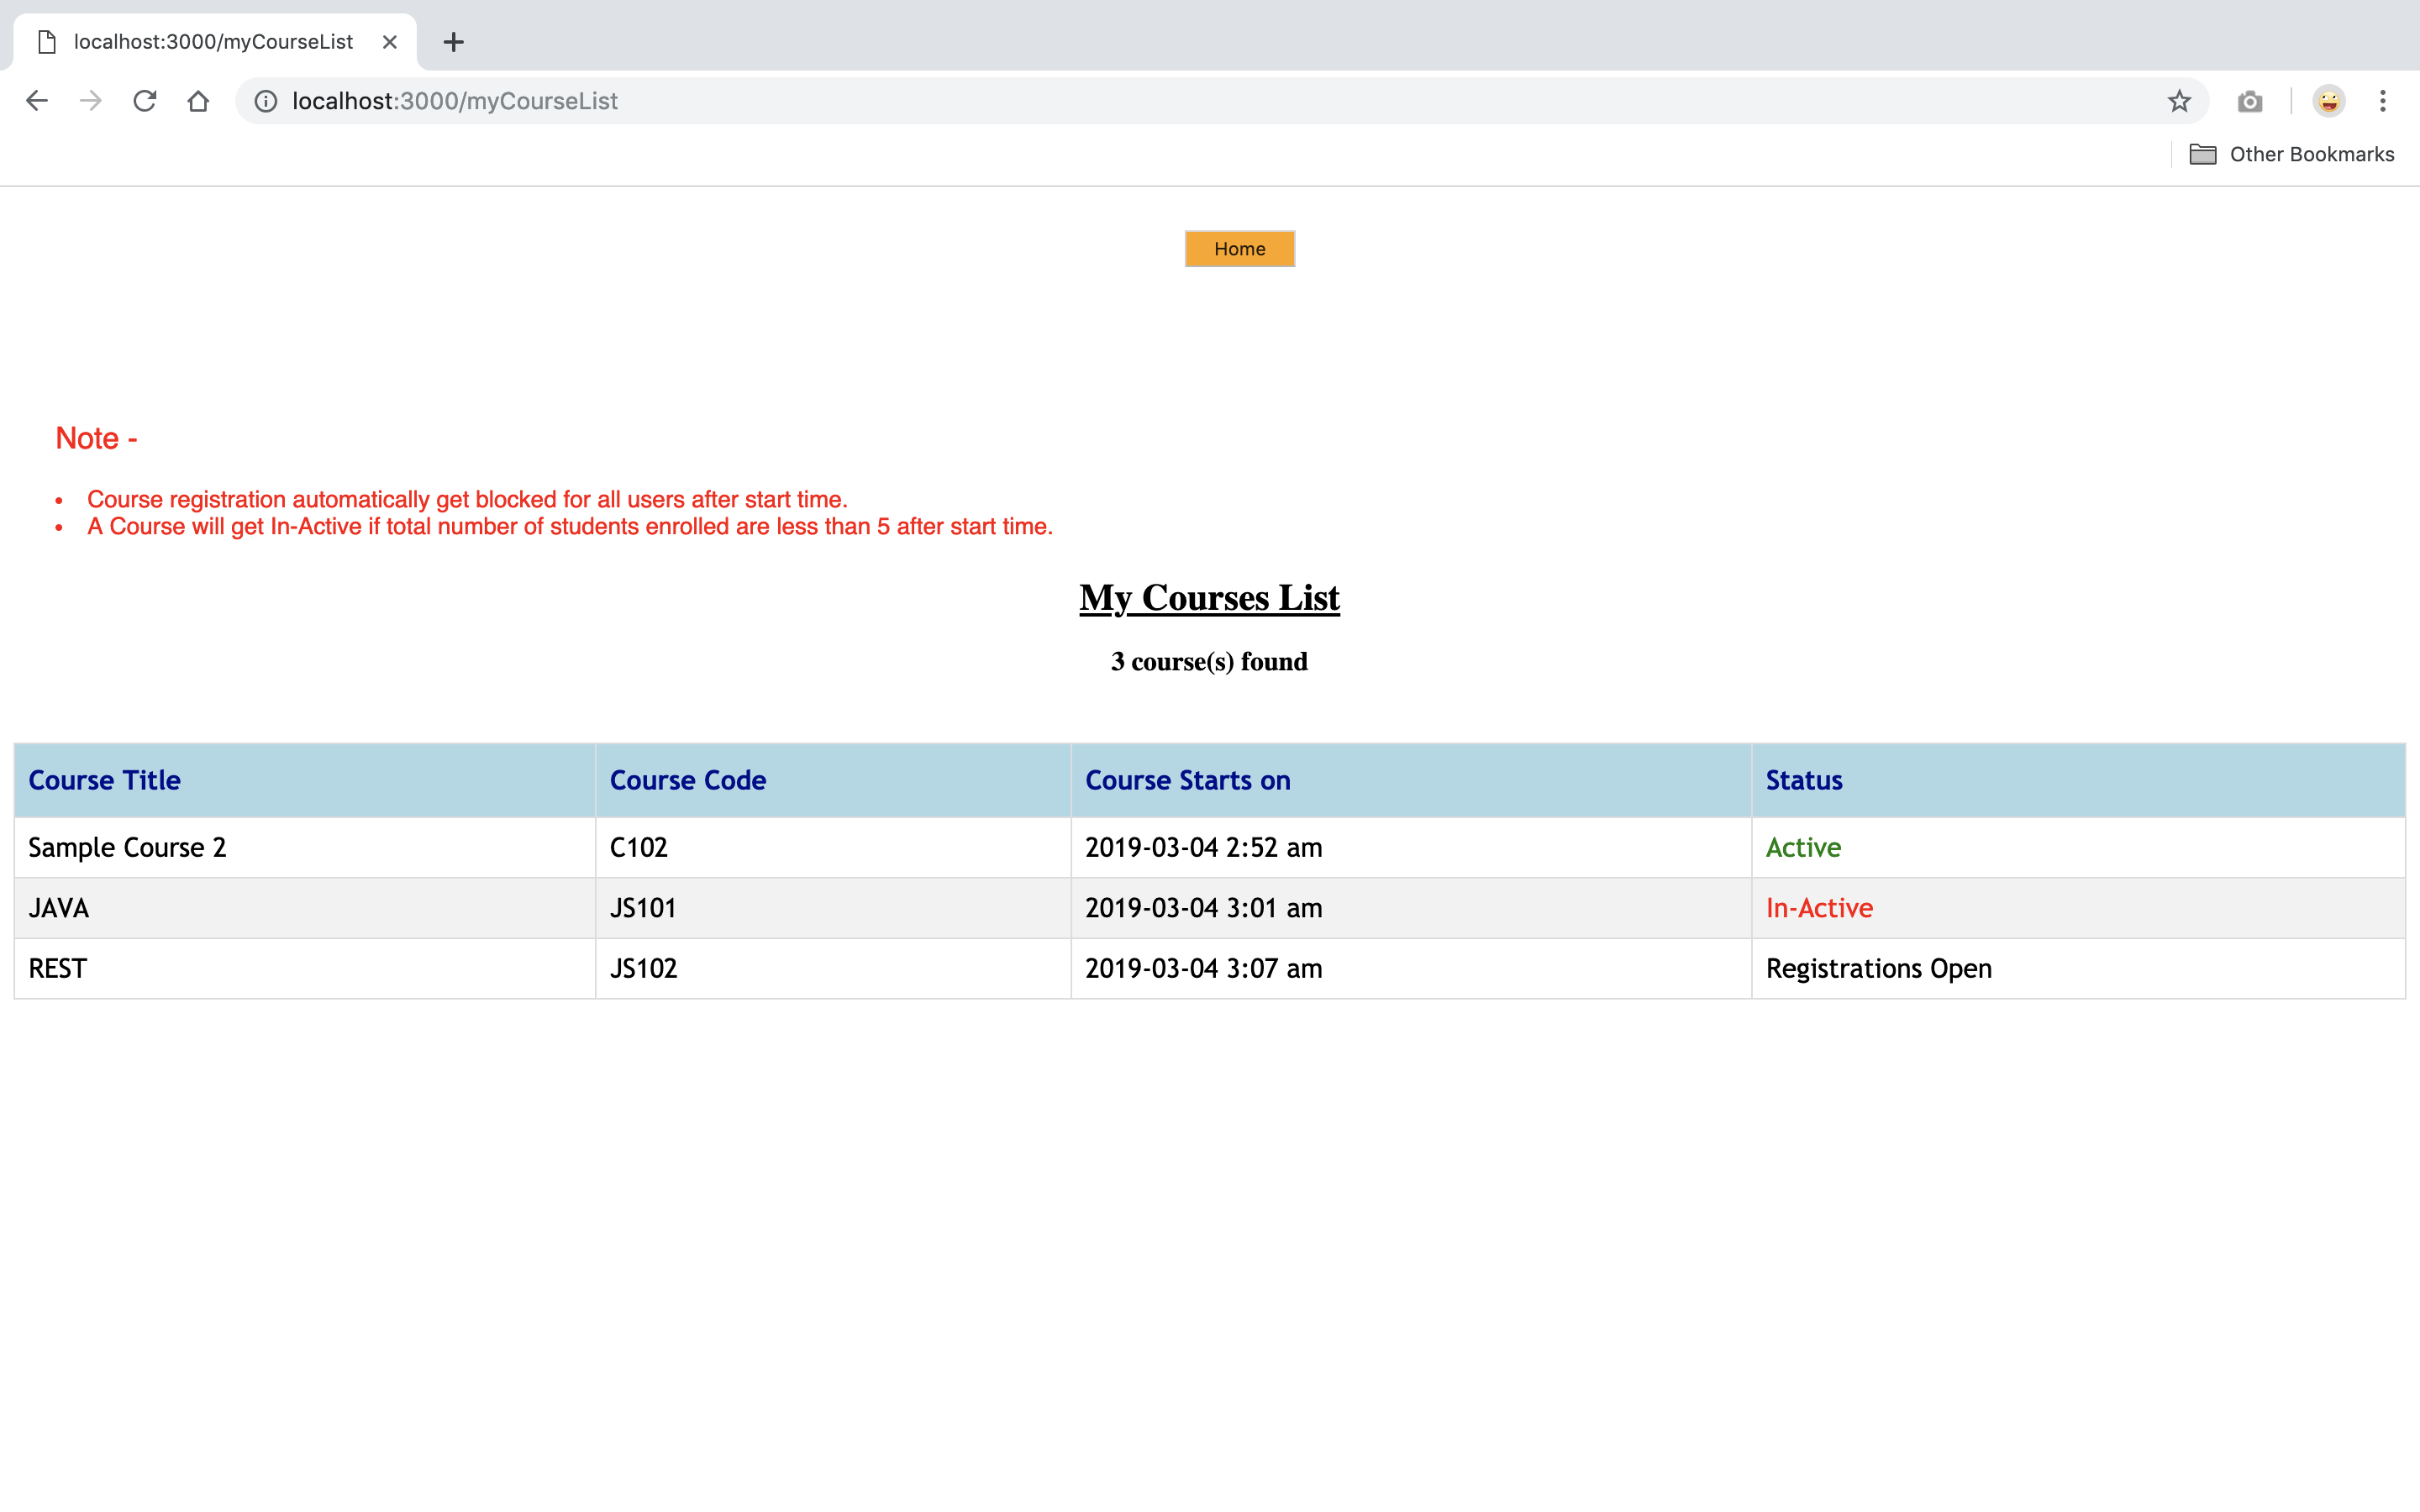 localhost:3000/myCourseList
localhost:3000/myCourseList
Other Bookmarks
Home
Note -
• Course registration automatically get blocked for all users after start time.
• A Course will get In-Active if total number of students enrolled are less than 5 after start time.
My Courses List
3 course(s) found
Course Title Course Code Course Starts on Status
Sample Course 2 C102 2019-03-04 2:52 am Active
JAVA JS101 2019-03-04 3:01 am In-Active
REST JS102 2019-03-04 3:07 am Registrations Open